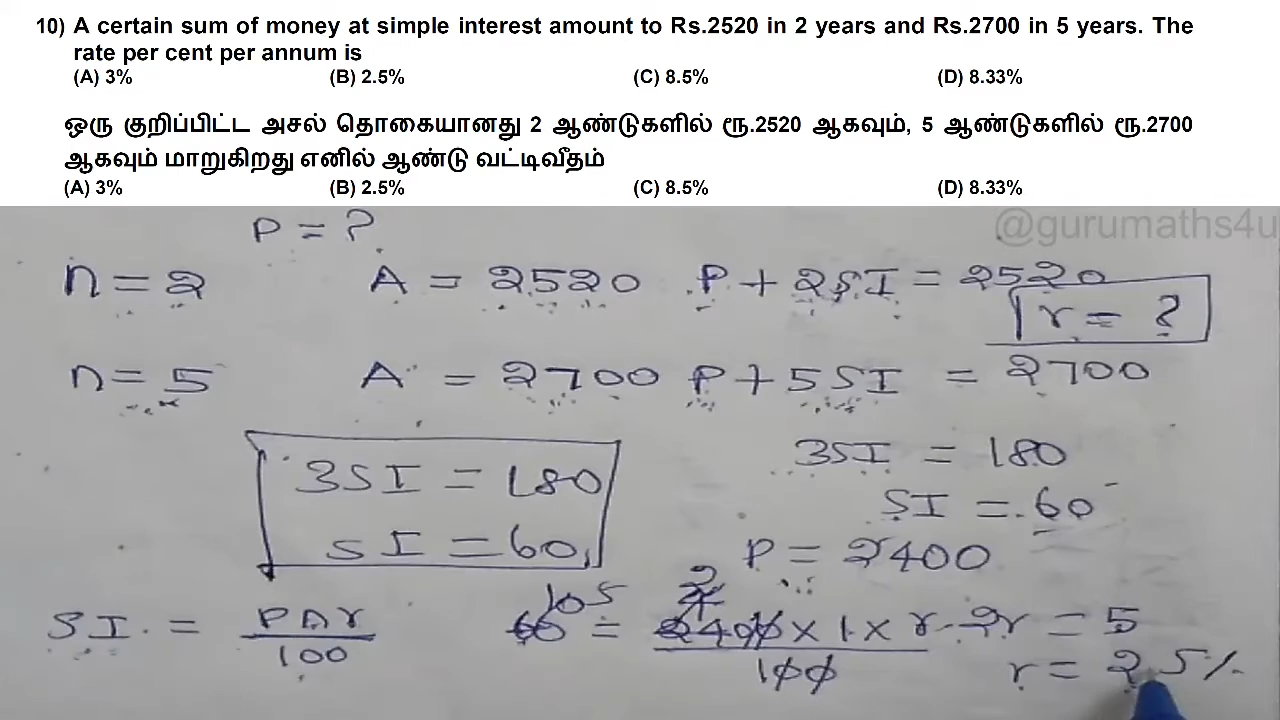 10) A certain sum of money at simple interest amount to Rs.2520 in 2 years and Rs.2700 in 5 years. The
rate per cent per annum is
(A) 3% (B) 2.5% (C) 8.5% (D) 8.33%
ஒரு குறிப்பிட்ட அசல் தொகையானது 2 ஆண்டுகளில் ரூ.2520 ஆகவும், 5 ஆண்டுகளில் ரூ.2700
ஆகவும் மாறுகிறது எனில் ஆண்டு வட்டிவீதம்
(A) 3% (B) 2.5% (C) 8.5% (D) 8.33%
@gurumaths4u
P = ?
n = 2 A = 2520 P + 2SI = 2520
r = ?
n = 5 A = 2700 P + 5SI = 2700
3SI = 180
SI = 60
3SI = 180
SI = 60
P = 2400
SI = Pnr/100
60 = 2400 × 1 × r / 100
10 5
2
2r = 5
r = 2.5%